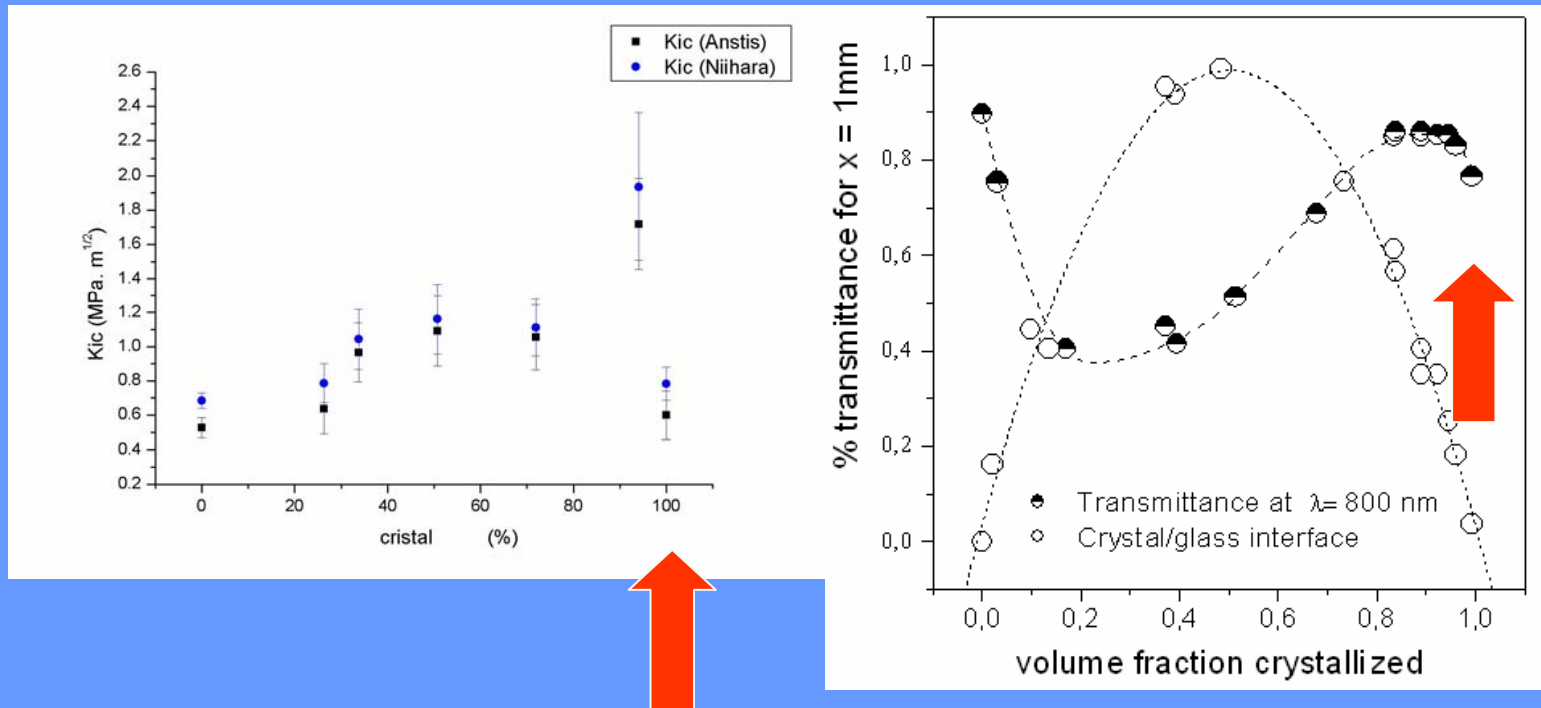 Kic (Anstis)
Kic (Niihara)
2.6
2.4
2.2
2.0
1.8
1.6
1.4
1.2
1.0
0.8
0.6
0.4
0.2
Kic (MPa. m1/2)
0 20 40 60 80 100
cristal (%)
% transmittance for x = 1mm
1,0
0,8
0,6
0,4
0,2
0,0
Transmittance at λ= 800 nm
Crystal/glass interface
0,0 0,2 0,4 0,6 0,8 1,0
volume fraction crystallized